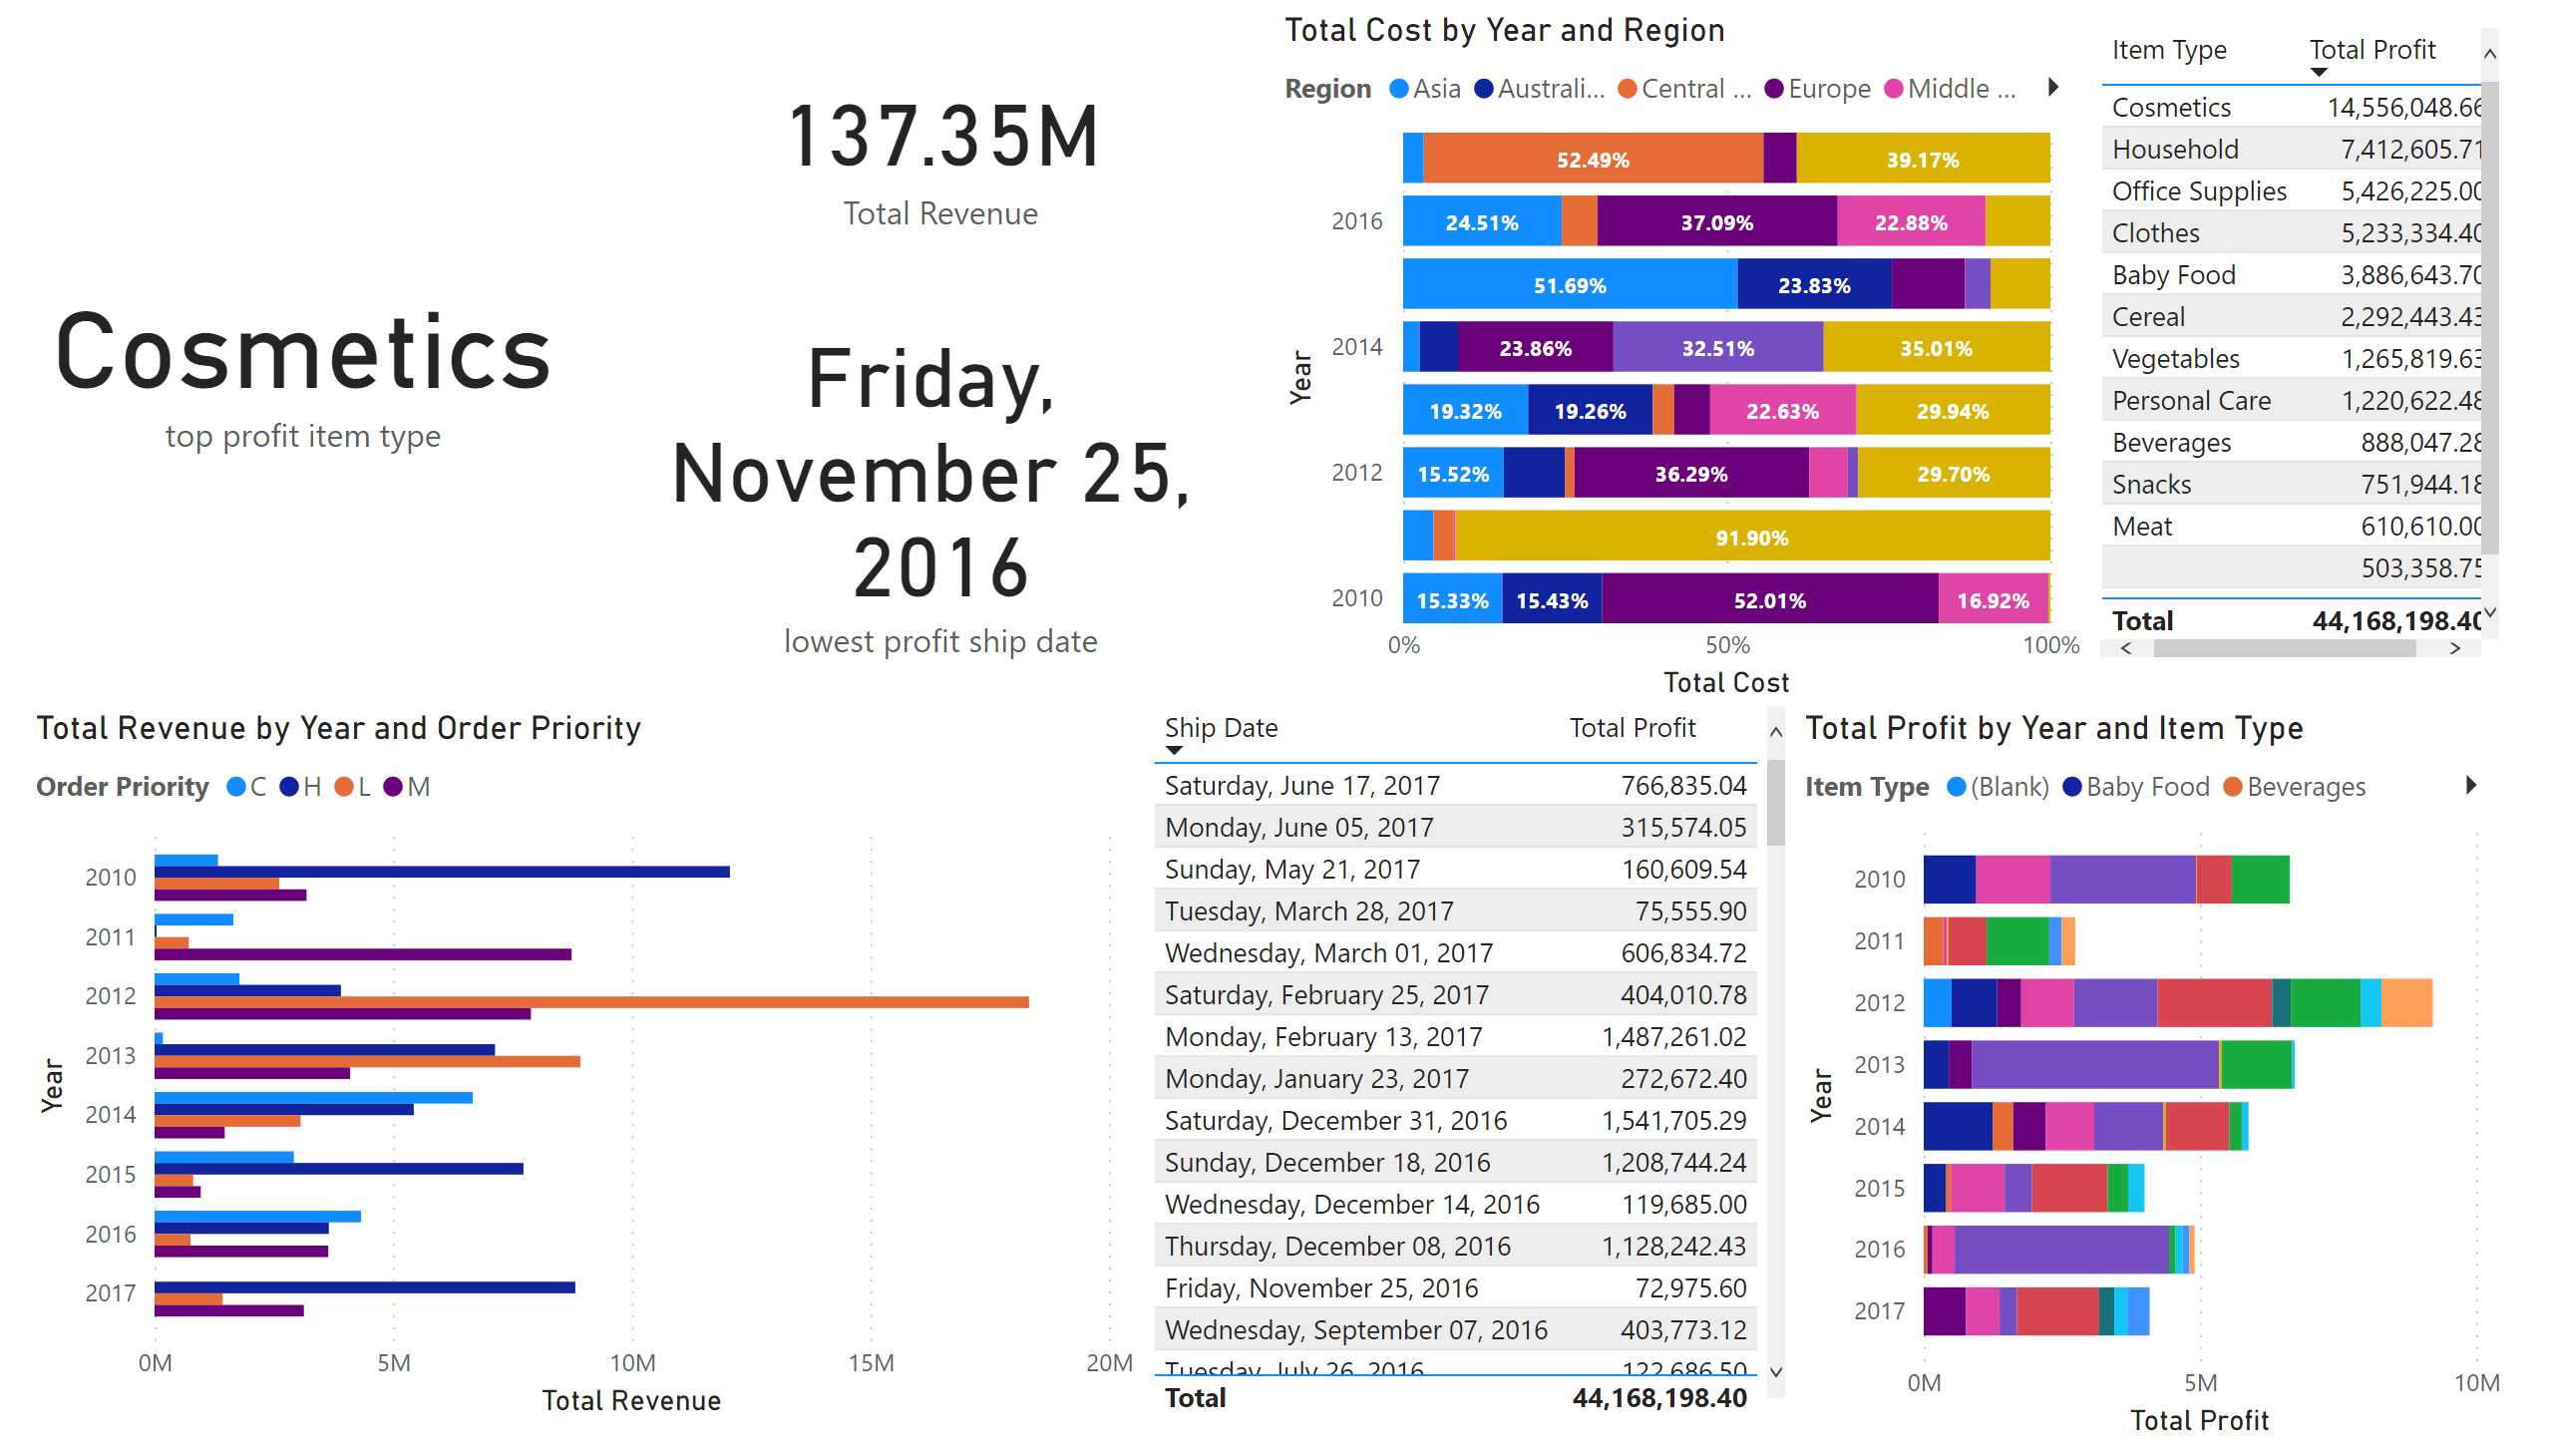 137.35M
Total Revenue
Cosmetics
top profit item type
Friday,
November 25,
2016
lowest profit ship date
Total Cost by Year and Region
Region Asia Australi... Central ... Europe Middle ...
52.49% 39.17%
2016 24.51% 37.09% 22.88%
51.69% 23.83%
2014 23.86% 32.51% 35.01%
19.32% 19.26% 22.63% 29.94%
2012 15.52% 36.29% 29.70%
91.90%
2010 15.33% 15.43% 52.01% 16.92%
Year
0% 50% 100%
Total Cost
Item Type Total Profit
Cosmetics 14,556,048.66
Household 7,412,605.71
Office Supplies 5,426,225.00
Clothes 5,233,334.40
Baby Food 3,886,643.70
Cereal 2,292,443.43
Vegetables 1,265,819.63
Personal Care 1,220,622.48
Beverages 888,047.28
Snacks 751,944.18
Meat 610,610.00
503,358.75
Total 44,168,198.40
Total Revenue by Year and Order Priority
Order Priority C H L M
2010
2011
2012
2013
2014
2015
2016
2017
Year
0M 5M 10M 15M 20M
Total Revenue
Ship Date Total Profit
Saturday, June 17, 2017 766,835.04
Monday, June 05, 2017 315,574.05
Sunday, May 21, 2017 160,609.54
Tuesday, March 28, 2017 75,555.90
Wednesday, March 01, 2017 606,834.72
Saturday, February 25, 2017 404,010.78
Monday, February 13, 2017 1,487,261.02
Monday, January 23, 2017 272,672.40
Saturday, December 31, 2016 1,541,705.29
Sunday, December 18, 2016 1,208,744.24
Wednesday, December 14, 2016 119,685.00
Thursday, December 08, 2016 1,128,242.43
Friday, November 25, 2016 72,975.60
Wednesday, September 07, 2016 403,773.12
Tuesday, July 26, 2016 122,686.50
Total 44,168,198.40
Total Profit by Year and Item Type
Item Type (Blank) Baby Food Beverages
2010
2011
2012
2013
2014
2015
2016
2017
Year
0M 5M 10M
Total Profit